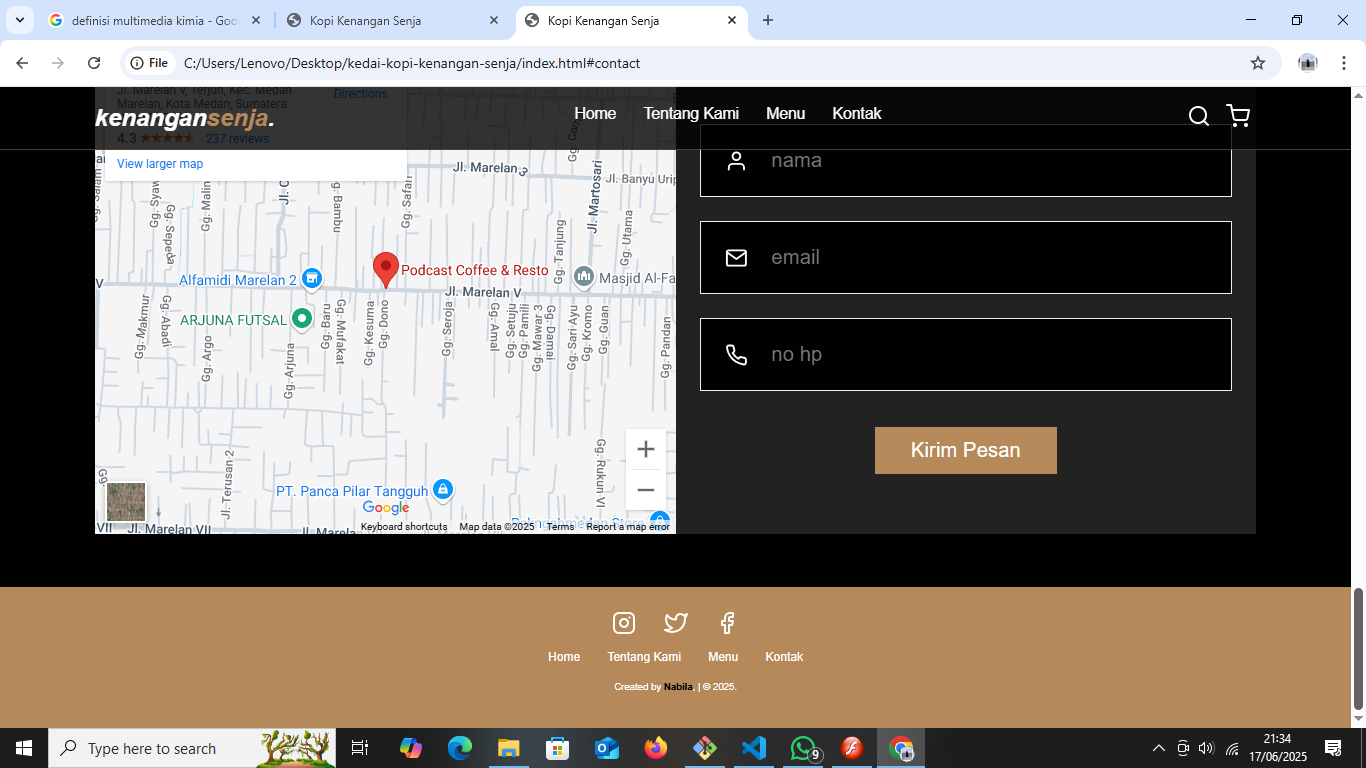 definisi multimedia kimia - Goo
Kopi Kenangan Senja
Kopi Kenangan Senja
File
C:/Users/Lenovo/Desktop/kedai-kopi-kenangan-senja/index.html#contact
Jl. Marelan V, Terjun, Kec. Medan
Marelan, Kota Medan, Sumatera
Directions
kenangansenja.
Home
Tentang Kami
Menu
Kontak
4.3
237 reviews
View larger map
Jl. Marelan
Jl. Banyu Urip
Jl. Martosari
Gg. Sepeda
Gg. Malin
Gg. Bambu
Gg. Safar
Gg. Tanjung
Gg. Utama
Alfamidi Marelan 2
Podcast Coffee & Resto
Masjid Al-Fa
Jl. Marelan V
ARJUNA FUTSAL
Gg. Makmur
Gg. Abadi
Gg. Argo
Gg. Arjuna
Gg. Baru
Gg. Mufakat
Gg. Kesuma
Gg. Dono
Gg. Seroja
Gg. Amal
Gg. Setuju
Gg. Pamili
Gg. Mawar 3
Gg. Damai
Gg. Sari Ayu
Gg. Kromo
Gg. Guan
Gg. Pandan
Jl. Terusan 2
Gg. Rukun VI
PT. Panca Pilar Tangguh
Google
VII
Jl. Marelan VII
Keyboard shortcuts
Map data ©2025
Terms
Report a map error
nama
email
no hp
Kirim Pesan
Home
Tentang Kami
Menu
Kontak
Created by Nabila. | © 2025.
Type here to search
9
21:34
17/06/2025